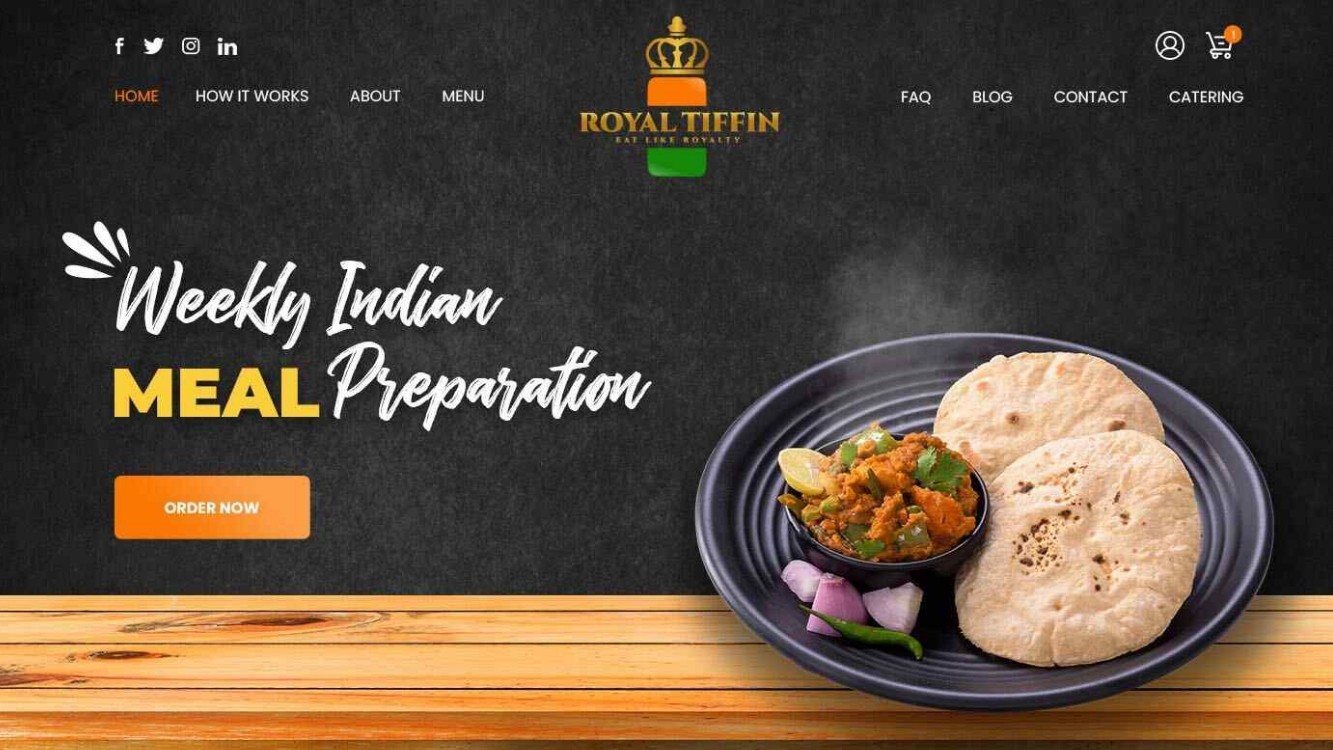 1
HOME HOW IT WORKS ABOUT MENU
FAQ BLOG CONTACT CATERING
ROYAL TIFFIN
EAT LIKE ROYALTY
Weekly Indian
MEAL Preparation
ORDER NOW